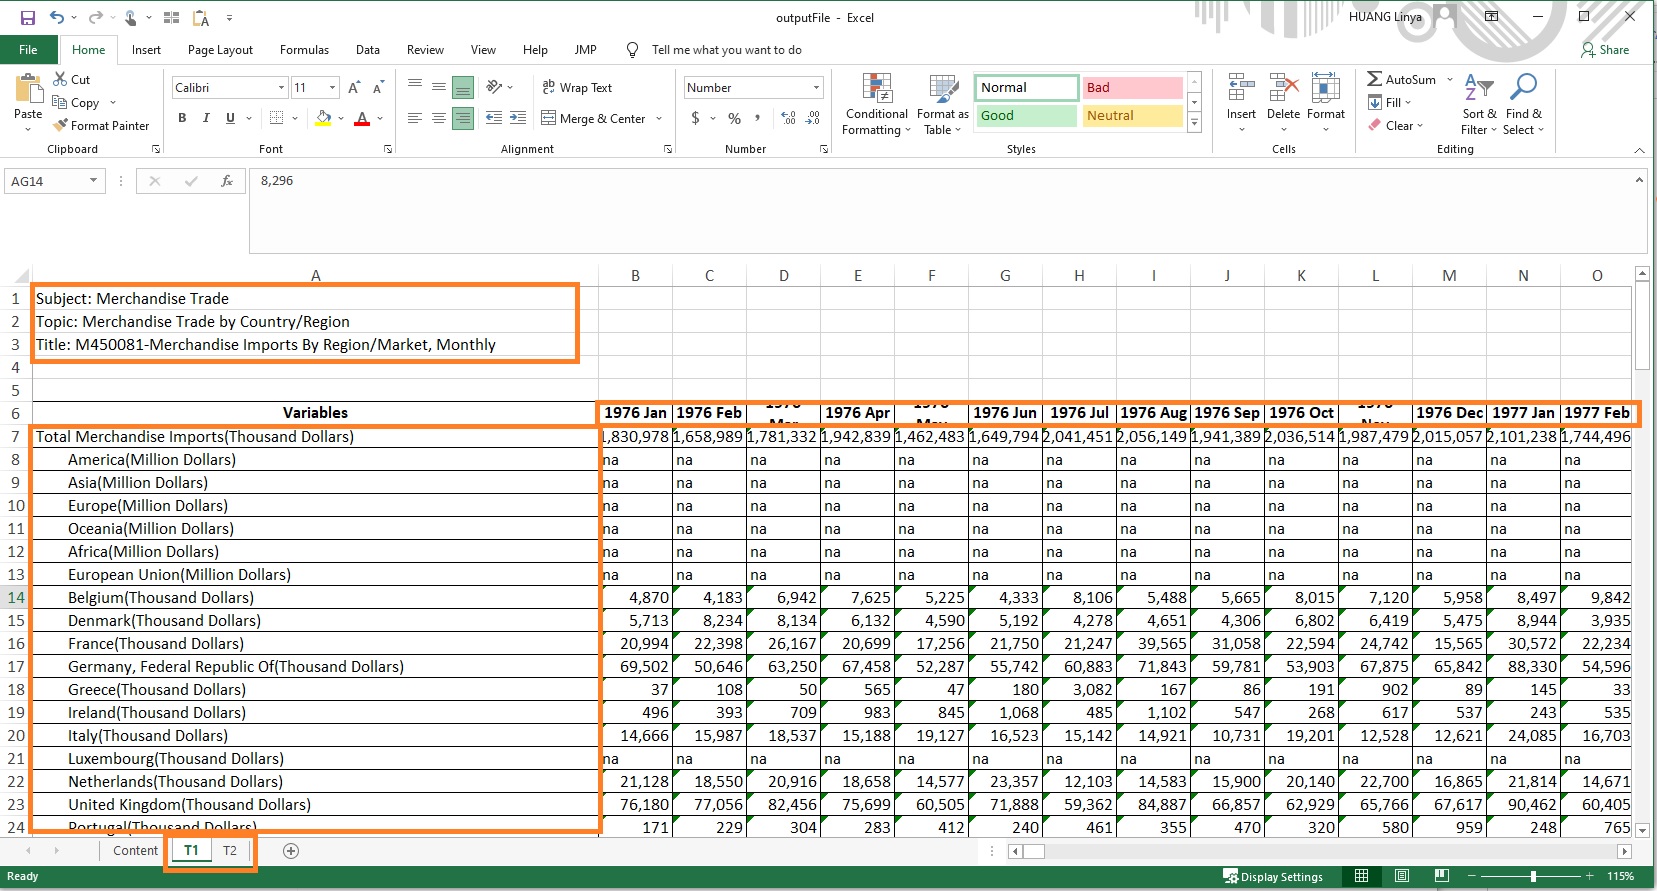 outputFile - Excel
HUANG Linya
File Home Insert Page Layout Formulas Data Review View Help JMP Tell me what you want to do Share
Paste
Cut
Copy
Format Painter
Clipboard
Calibri 11
B I U A
Font
Wrap Text
Merge & Center
Alignment
Number
$ % ,
Number
Conditional Formatting
Format as Table
Normal Bad
Good Neutral
Styles
Insert Delete Format
Cells
AutoSum
Fill
Clear
Sort & Filter
Find & Select
Editing
AG14 fx 8,296
A B C D E F G H I J K L M N O
1 Subject: Merchandise Trade
2 Topic: Merchandise Trade by Country/Region
3 Title: M450081-Merchandise Imports By Region/Market, Monthly
4
5
6 Variables 1976 Jan 1976 Feb 1976 Apr 1976 Jun 1976 Jul 1976 Aug 1976 Sep 1976 Oct 1976 Dec 1977 Jan 1977 Feb
7 Total Merchandise Imports(Thousand Dollars) 1,830,978 1,658,989 1,781,332 1,942,839 1,462,483 1,649,794 2,041,451 2,056,149 1,941,389 2,036,514 1,987,479 2,015,057 2,101,238 1,744,496
8 America(Million Dollars) na na na na na na na na na na na na na na
9 Asia(Million Dollars) na na na na na na na na na na na na na na
10 Europe(Million Dollars) na na na na na na na na na na na na na na
11 Oceania(Million Dollars) na na na na na na na na na na na na na na
12 Africa(Million Dollars) na na na na na na na na na na na na na na
13 European Union(Million Dollars) na na na na na na na na na na na na na na
14 Belgium(Thousand Dollars) 4,870 4,183 6,942 7,625 5,225 4,333 8,106 5,488 5,665 8,015 7,120 5,958 8,497 9,842
15 Denmark(Thousand Dollars) 5,713 8,234 8,134 6,132 4,590 5,192 4,278 4,651 4,306 6,802 6,419 5,475 8,944 3,935
16 France(Thousand Dollars) 20,994 22,398 26,167 20,699 17,256 21,750 21,247 39,565 31,058 22,594 24,742 15,565 30,572 22,234
17 Germany, Federal Republic Of(Thousand Dollars) 69,502 50,646 63,250 67,458 52,287 55,742 60,883 71,843 59,781 53,903 67,875 65,842 88,330 54,596
18 Greece(Thousand Dollars) 37 108 50 565 47 180 3,082 167 86 191 902 89 145 33
19 Ireland(Thousand Dollars) 496 393 709 983 845 1,068 485 1,102 547 268 617 537 243 535
20 Italy(Thousand Dollars) 14,666 15,987 18,537 15,188 19,127 16,523 15,142 14,921 10,731 19,201 12,528 12,621 24,085 16,703
21 Luxembourg(Thousand Dollars) na na na na na na na na na na na na na na
22 Netherlands(Thousand Dollars) 21,128 18,550 20,916 18,658 14,577 23,357 12,103 14,583 15,900 20,140 22,700 16,865 21,814 14,671
23 United Kingdom(Thousand Dollars) 76,180 77,056 82,456 75,699 60,505 71,888 59,362 84,887 66,857 62,929 65,766 67,617 90,462 60,405
24 Portugal(Thousand Dollars) 171 229 304 283 412 240 461 355 470 320 580 959 248 765
Content T1 T2
Ready Display Settings 115%